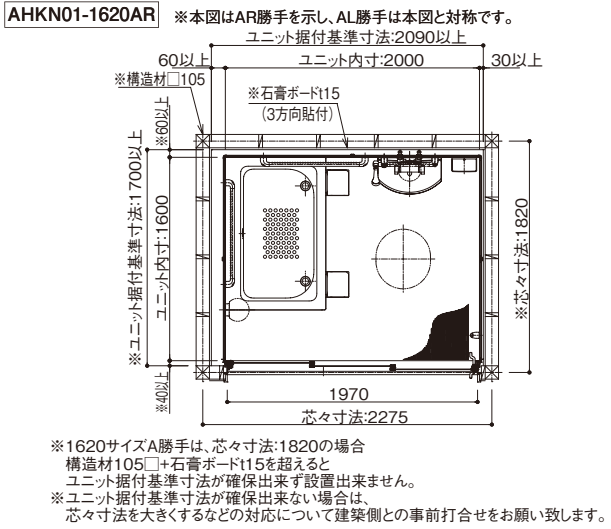 AHKN01-1620AR
※本図はAR勝手を示し、AL勝手は本図と対称です。
ユニット据付基準寸法:2090以上
60以上
ユニット内寸:2000
30以上
※構造材□105
※石膏ボードt15
(3方向貼付)
※60以上
※ユニット据付基準寸法:1700以上
ユニット内寸:1600
※芯々寸法:1820
※40以上
1970
芯々寸法:2275
※1620サイズA勝手は、芯々寸法:1820の場合
構造材105□+石膏ボードt15を超えると
ユニット据付基準寸法が確保出来ず設置出来ません。
※ユニット据付基準寸法が確保出来ない場合は、
芯々寸法を大きくするなどの対応について建築側との事前打合せをお願い致します。